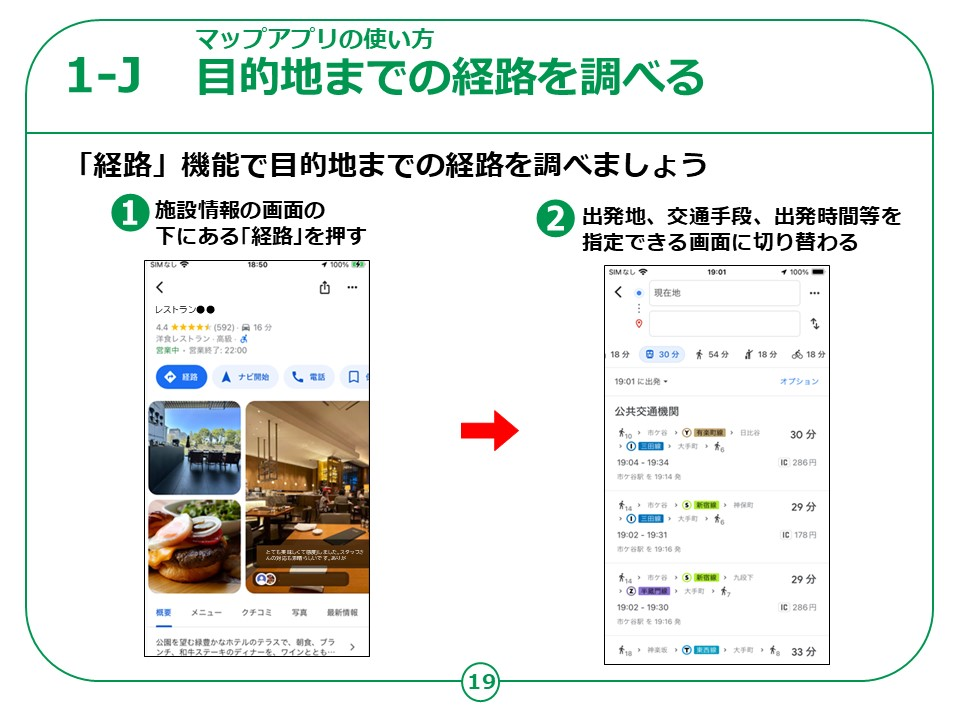 マップアプリの使い方
1-J 目的地までの経路を調べる
「経路」機能で目的地までの経路を調べましょう
1 施設情報の画面の
下にある｢経路｣を押す
SIMなし 18:50 100%
レストラン●●
4.4 ★★★★★ (592)・ 16 分
洋食レストラン・高級・
営業中・営業終了: 22:00
経路 ナビ開始 電話
とても美味しくて感動しました。スタッフさ
んの対応も素晴らしいです。ありが
概要 メニュー クチコミ 写真 最新情報
公園を望む緑豊かなホテルのテラスで、朝食、ブラ
ンチ、和牛ステーキのディナーを、ワインととも…
2 出発地、交通手段、出発時間等を
指定できる画面に切り替わる
SIMなし 19:01 100%
現在地
18 分 30 分 54 分 18 分 18 分
19:01 に出発 オプション
公共交通機関
10 › 市ケ谷 › Y 有楽町線 › 日比谷 30 分
› I 三田線 › 大手町 › 6
19:04 - 19:34 IC 286円
市ケ谷駅 を 19:14 発
14 › 市ケ谷 › S 新宿線 › 神保町 29 分
› I 三田線 › 大手町 › 6
19:02 - 19:31 IC 178円
市ケ谷駅 を 19:16 発
14 › 市ケ谷 › S 新宿線 › 九段下 29 分
› Z 半蔵門線 › 大手町 › 7
19:02 - 19:30 IC 286円
市ケ谷駅 を 19:16 発
18 › 神楽坂 › T 東西線 › 大手町 › 8 33 分
19